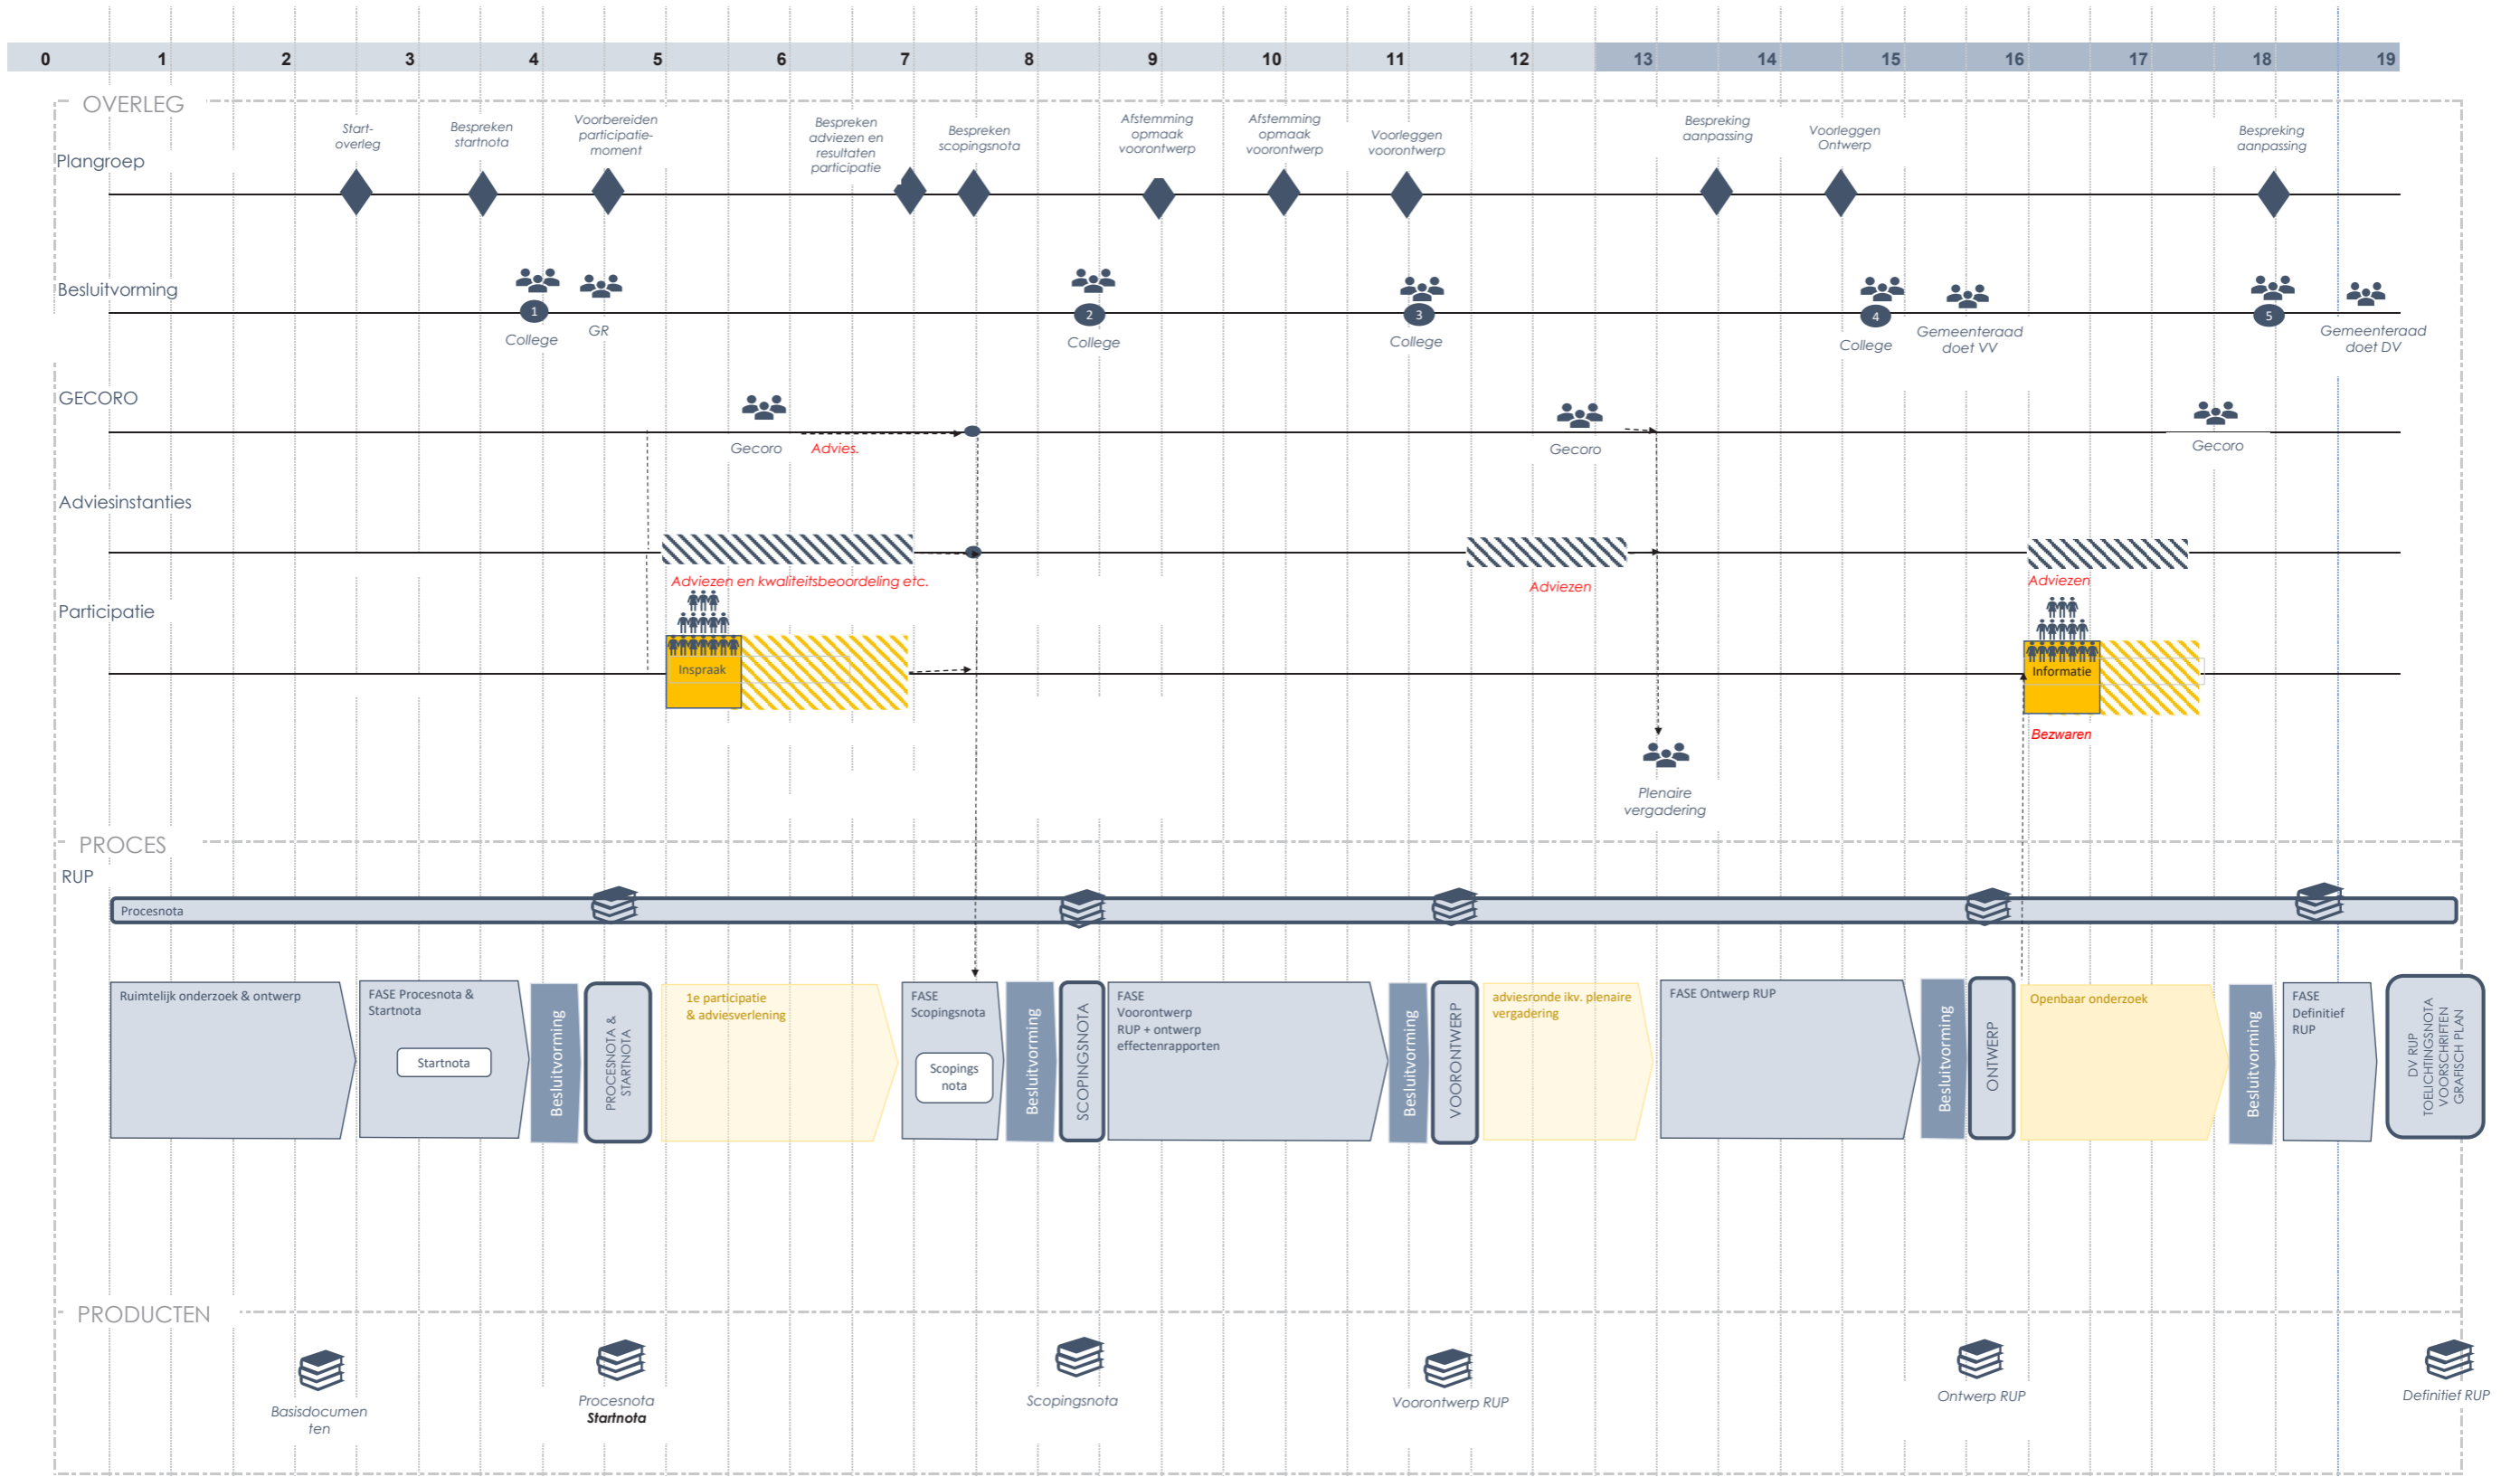 0 1 2 3 4 5 6 7 8 9 10 11 12 13 14 15 16 17 18 19
OVERLEG
Plangroep
Start-
overleg
Bespreken
startnota
Voorbereiden
participatie-
moment
Bespreken
adviezen en
resultaten
participatie
Bespreken
scopingsnota
Afstemming
opmaak
voorontwerp
Afstemming
opmaak
voorontwerp
Voorleggen
voorontwerp
Bespreking
aanpassing
Voorleggen
Ontwerp
Bespreking
aanpassing
Besluitvorming
1
College
GR
2
College
3
College
4
College
Gemeenteraad
doet VV
5
Gemeenteraad
doet DV
GECORO
Gecoro
Advies.
Gecoro
Gecoro
Adviesinstanties
Adviezen en kwaliteitsbeoordeling etc.
Adviezen
Adviezen
Participatie
Inspraak
Informatie
Bezwaren
Plenaire
vergadering
PROCES
RUP
Procesnota
Ruimtelijk onderzoek & ontwerp
FASE Procesnota &
Startnota
Startnota
Besluitvorming
PROCESNOTA &
STARTNOTA
1e participatie
& adviesverlening
FASE
Scopingsnota
Scopings
nota
Besluitvorming
SCOPINGSNOTA
FASE
Voorontwerp
RUP + ontwerp
effectenrapporten
Besluitvorming
VOORONTWERP
adviesronde ikv. plenaire
vergadering
FASE Ontwerp RUP
Besluitvorming
ONTWERP
Openbaar onderzoek
Besluitvorming
FASE
Definitief
RUP
DV RUP
TOELICHTINGSNOTA
VOORSCHRIFTEN
GRAFISCH PLAN
PRODUCTEN
Basisdocumen
ten
Procesnota
Startnota
Scopingsnota
Voorontwerp RUP
Ontwerp RUP
Definitief RUP